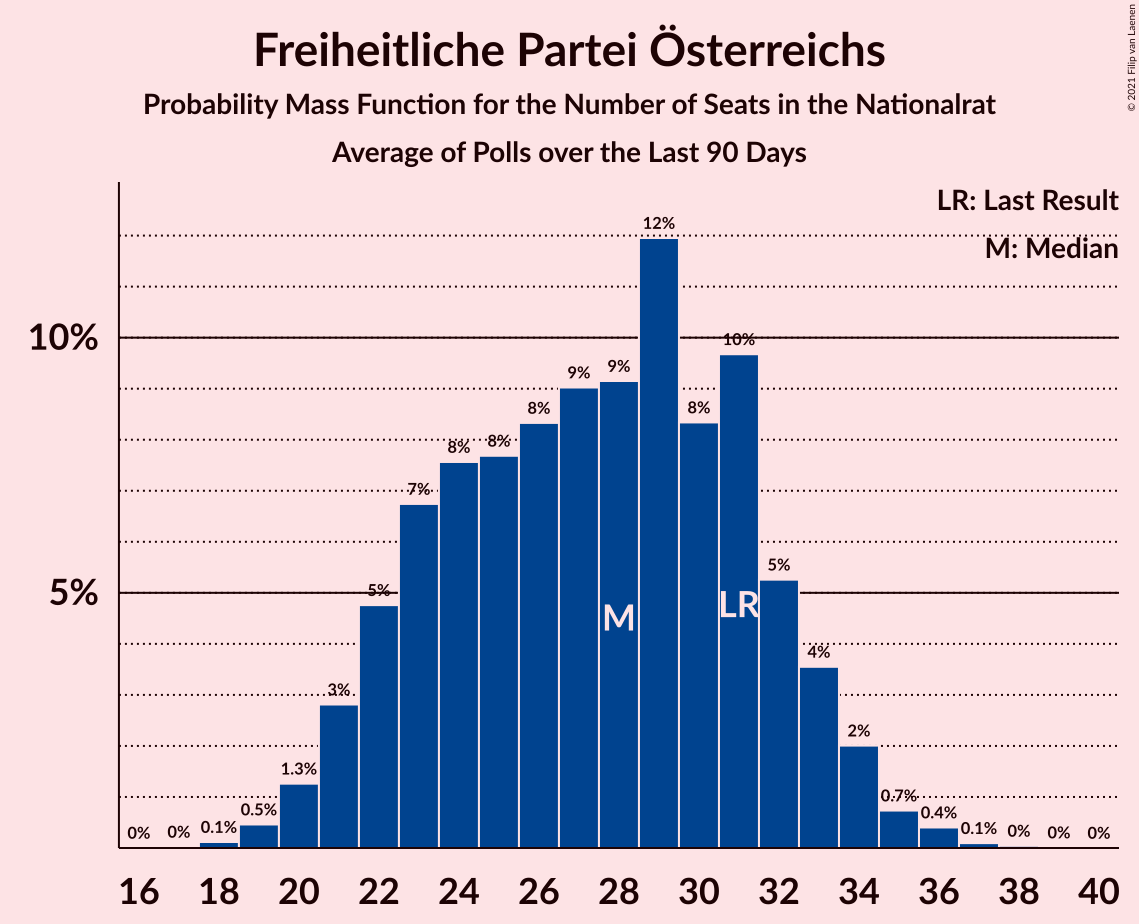 © 2021 Filip van Laenen
Freiheitliche Partei Österreichs
Probability Mass Function for the Number of Seats in the Nationalrat
Average of Polls over the Last 90 Days
LR: Last Result
M: Median
10%
5%
0% 0% 0.1% 0.5% 1.3% 3% 5% 7% 8% 8% 8% 9% 9% 12% 8% 10% 5% 4% 2% 0.7% 0.4% 0.1% 0% 0% 0%
M LR
16 18 20 22 24 26 28 30 32 34 36 38 40